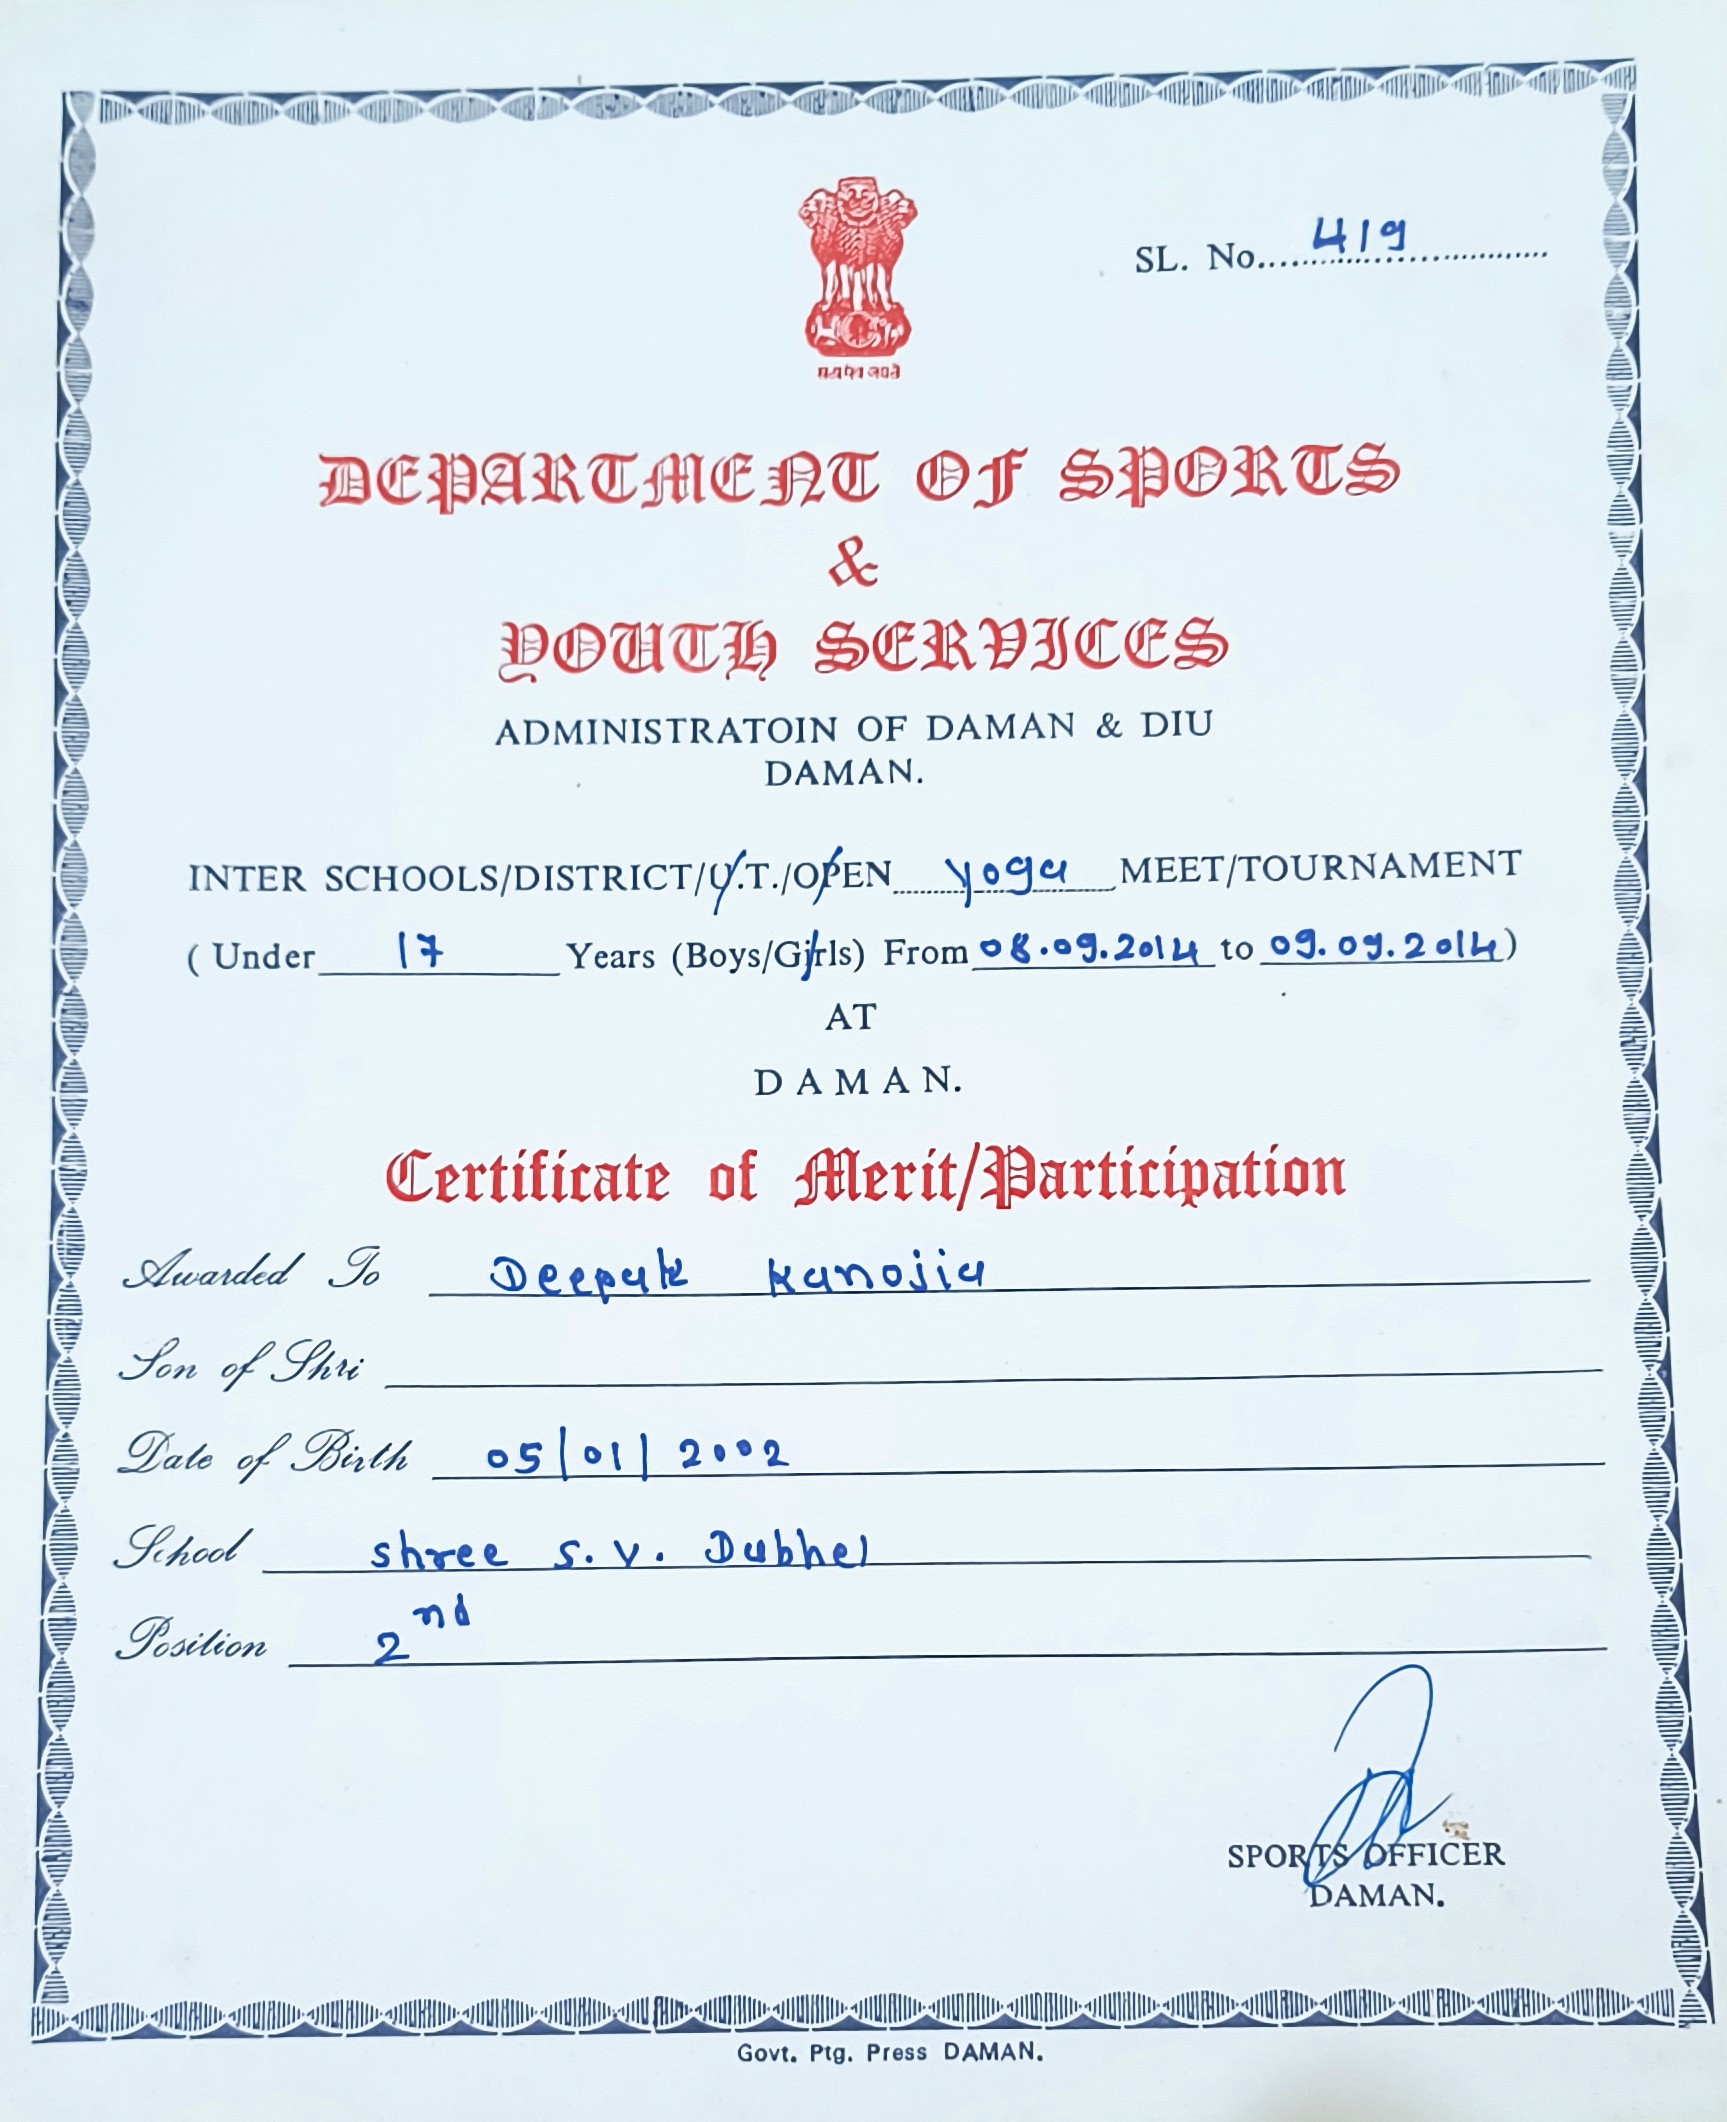 SL. No. 419
सत्यमेव जयते
DEPARTMENT OF SPORTS
&
YOUTH SERVICES
ADMINISTRATOIN OF DAMAN & DIU
DAMAN.
INTER SCHOOLS/DISTRICT/U.T./OPEN Yoga MEET/TOURNAMENT
( Under 17 Years (Boys/Girls) From 08.09.2014 to 09.09.2014)
AT
DAMAN.
Certificate of Merit/Participation
Awarded To Deepak Kanojia
Son of Shri
Date of Birth 05/01/2002
School Shree S.V. Dubhel
Position 2nd
SPORTS OFFICER
DAMAN.
Govt. Ptg. Press DAMAN.